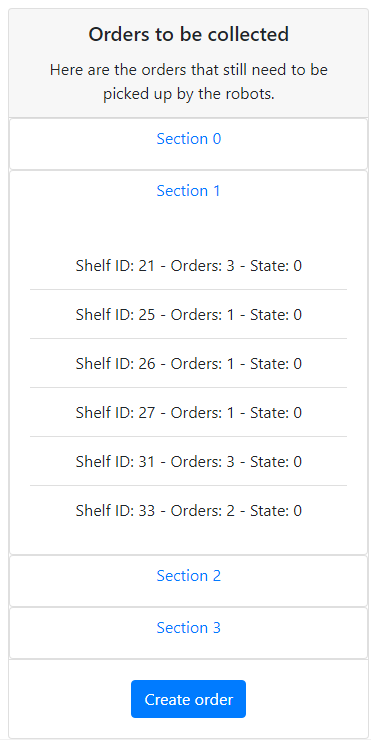 Orders to be collected
Here are the orders that still need to be
picked up by the robots.
Section 0
Section 1
Shelf ID: 21 - Orders: 3 - State: 0
Shelf ID: 25 - Orders: 1 - State: 0
Shelf ID: 26 - Orders: 1 - State: 0
Shelf ID: 27 - Orders: 1 - State: 0
Shelf ID: 31 - Orders: 3 - State: 0
Shelf ID: 33 - Orders: 2 - State: 0
Section 2
Section 3
Create order